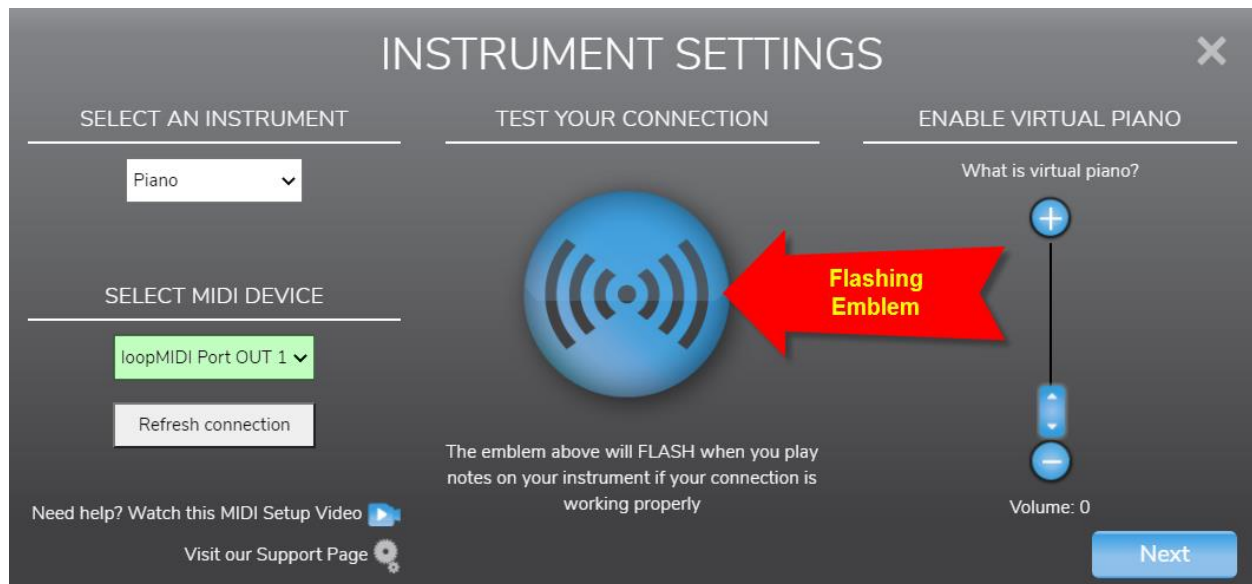 INSTRUMENT SETTINGS
SELECT AN INSTRUMENT
Piano
SELECT MIDI DEVICE
loopMIDI Port OUT 1
Refresh connection
Need help? Watch this MIDI Setup Video
Visit our Support Page
TEST YOUR CONNECTION
Flashing
Emblem
The emblem above will FLASH when you play
notes on your instrument if your connection is
working properly
ENABLE VIRTUAL PIANO
What is virtual piano?
Volume: 0
Next